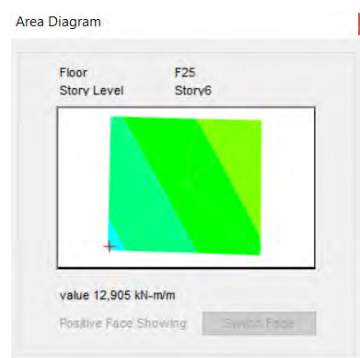 Area Diagram
Floor F25
Story Level Story6
value 12,905 kN-m/m
Positive Face Showing Switch Face